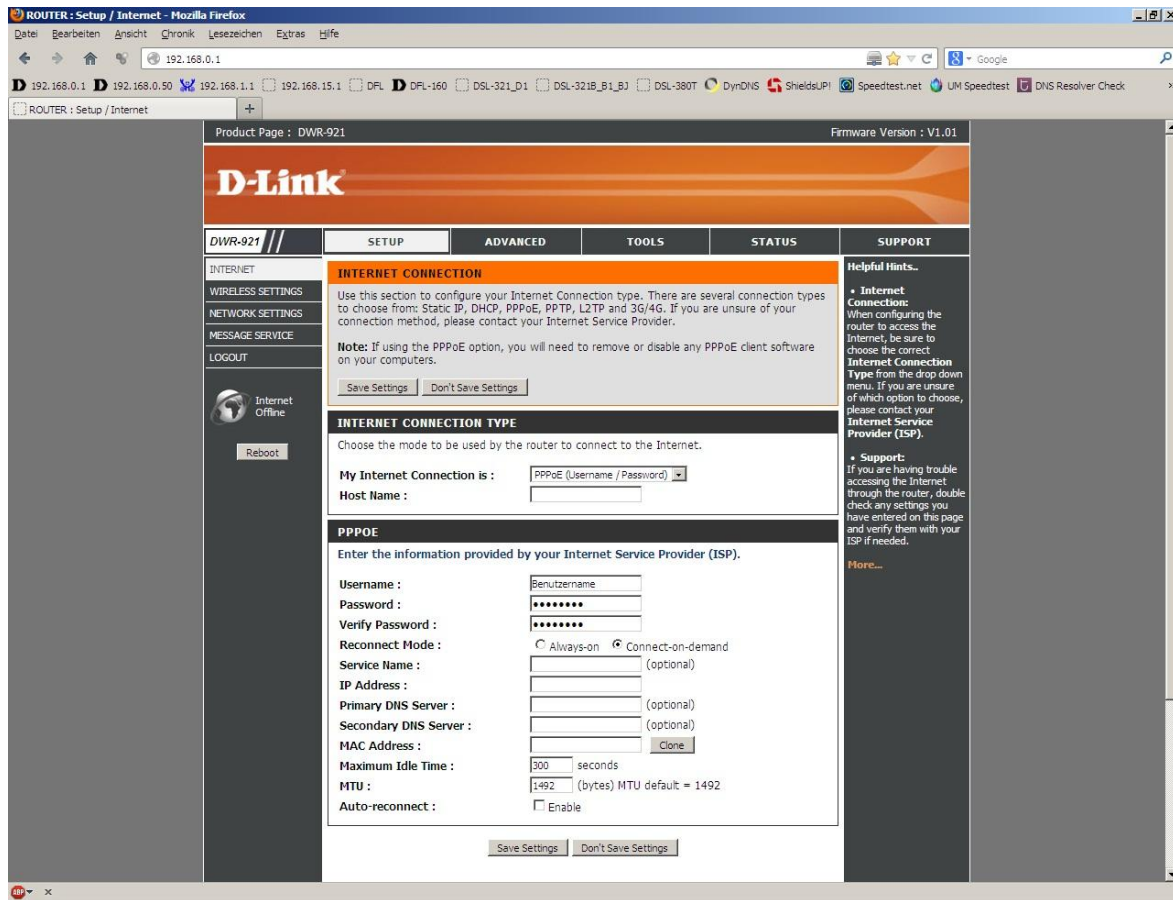 ROUTER : Setup / Internet - Mozilla Firefox
Datei Bearbeiten Ansicht Chronik Lesezeichen Extras Hilfe
192.168.0.1 Google
192.168.0.1 192.168.0.50 192.168.1.1 192.168.15.1 DFL DFL-160 DSL-321_D1 DSL-321B_B1_BJ DSL-380T DynDNS ShieldsUP! Speedtest.net UM Speedtest DNS Resolver Check
ROUTER : Setup / Internet
Product Page : DWR-921 Firmware Version : V1.01
D-Link
DWR-921 SETUP ADVANCED TOOLS STATUS SUPPORT
INTERNET
WIRELESS SETTINGS
NETWORK SETTINGS
MESSAGE SERVICE
LOGOUT
Internet
Offline
Reboot
INTERNET CONNECTION
Use this section to configure your Internet Connection type. There are several connection types
to choose from: Static IP, DHCP, PPPoE, PPTP, L2TP and 3G/4G. If you are unsure of your
connection method, please contact your Internet Service Provider.
Note: If using the PPPoE option, you will need to remove or disable any PPPoE client software
on your computers.
Save Settings Don't Save Settings
INTERNET CONNECTION TYPE
Choose the mode to be used by the router to connect to the Internet.
My Internet Connection is : PPPoE (Username / Password)
Host Name :
PPPOE
Enter the information provided by your Internet Service Provider (ISP).
Username : Benutzername
Password : ••••••••
Verify Password : ••••••••
Reconnect Mode : Always-on Connect-on-demand
Service Name : (optional)
IP Address :
Primary DNS Server : (optional)
Secondary DNS Server : (optional)
MAC Address : Clone
Maximum Idle Time : 300 seconds
MTU : 1492 (bytes) MTU default = 1492
Auto-reconnect : Enable
Save Settings Don't Save Settings
Helpful Hints..
• Internet
Connection:
When configuring the
router to access the
Internet, be sure to
choose the correct
Internet Connection
Type from the drop down
menu. If you are unsure
of which option to choose,
please contact your
Internet Service
Provider (ISP).
• Support:
If you are having trouble
accessing the Internet
through the router, double
check any settings you
have entered on this page
and verify them with your
ISP if needed.
More...
ABP